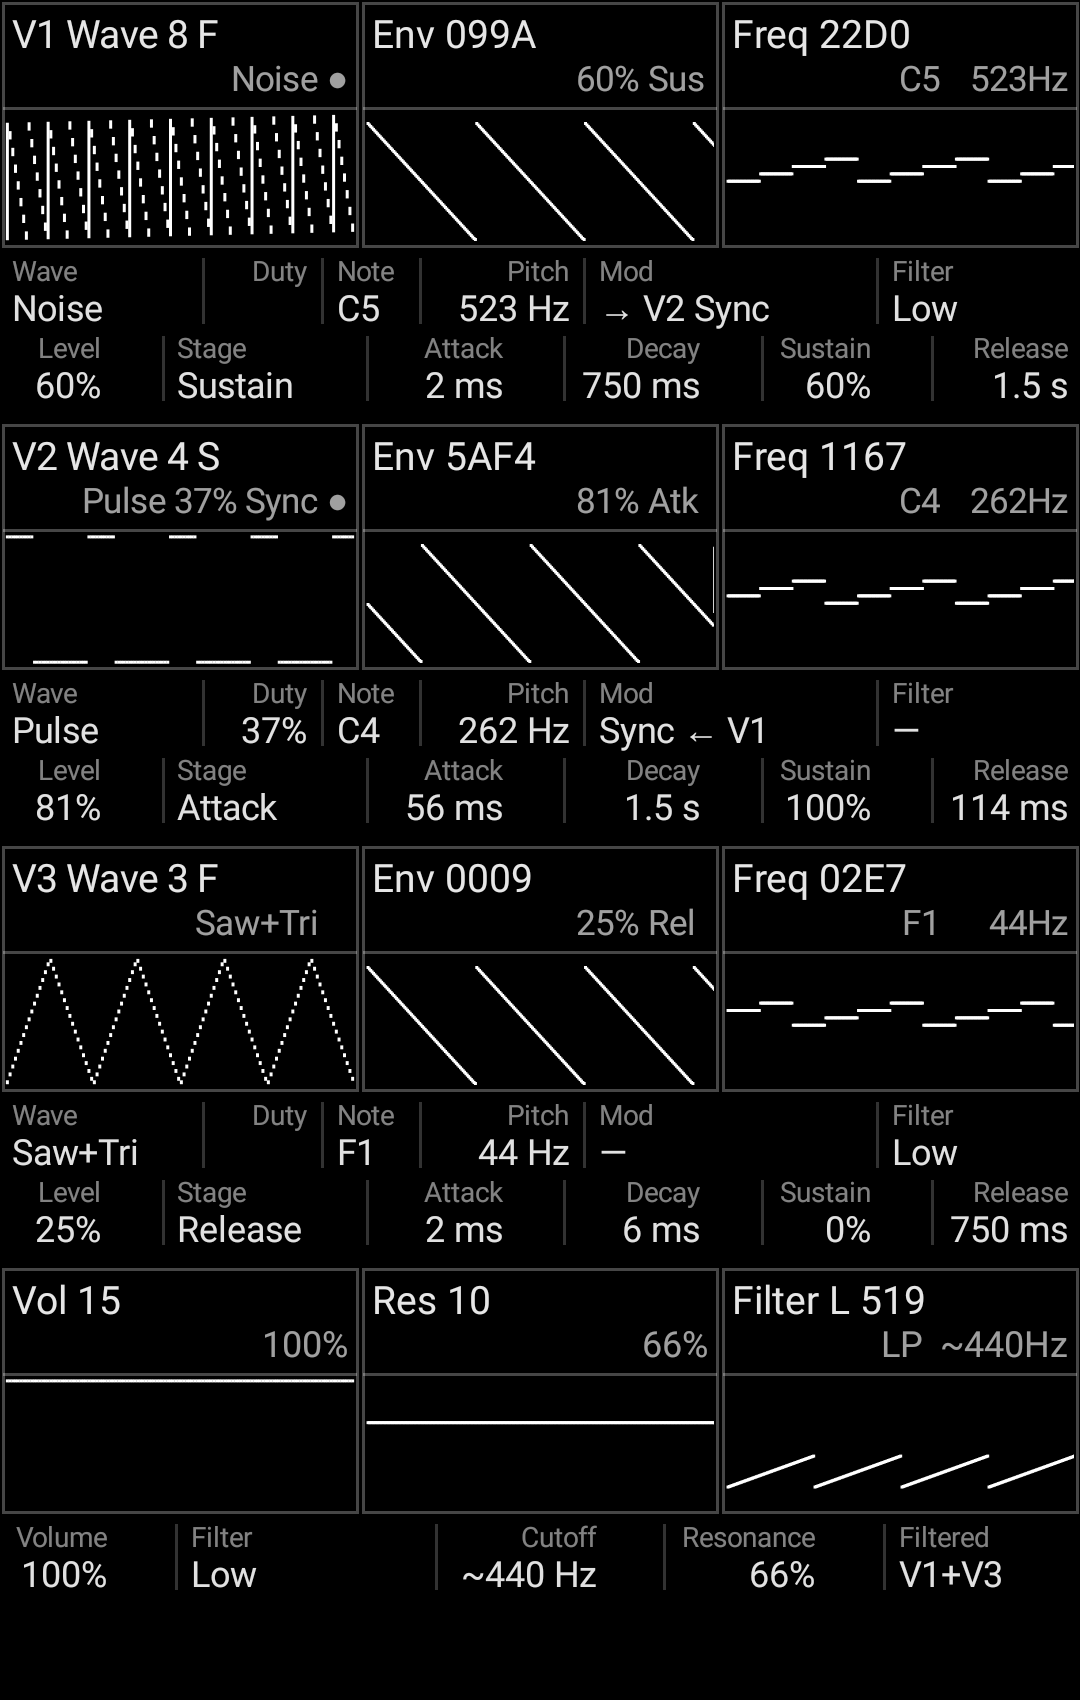 V1 Wave 8 F
Noise ●
Env 099A
60% Sus
Freq 22D0
C5 523Hz
Wave Duty Note Pitch Mod Filter
Noise C5 523 Hz → V2 Sync Low
Level Stage Attack Decay Sustain Release
60% Sustain 2 ms 750 ms 60% 1.5 s
V2 Wave 4 S
Pulse 37% Sync ●
Env 5AF4
81% Atk
Freq 1167
C4 262Hz
Wave Duty Note Pitch Mod Filter
Pulse 37% C4 262 Hz Sync ← V1 –
Level Stage Attack Decay Sustain Release
81% Attack 56 ms 1.5 s 100% 114 ms
V3 Wave 3 F
Saw+Tri
Env 0009
25% Rel
Freq 02E7
F1 44Hz
Wave Duty Note Pitch Mod Filter
Saw+Tri F1 44 Hz – Low
Level Stage Attack Decay Sustain Release
25% Release 2 ms 6 ms 0% 750 ms
Vol 15
100%
Res 10
66%
Filter L 519
LP ~440Hz
Volume Filter Cutoff Resonance Filtered
100% Low ~440 Hz 66% V1+V3